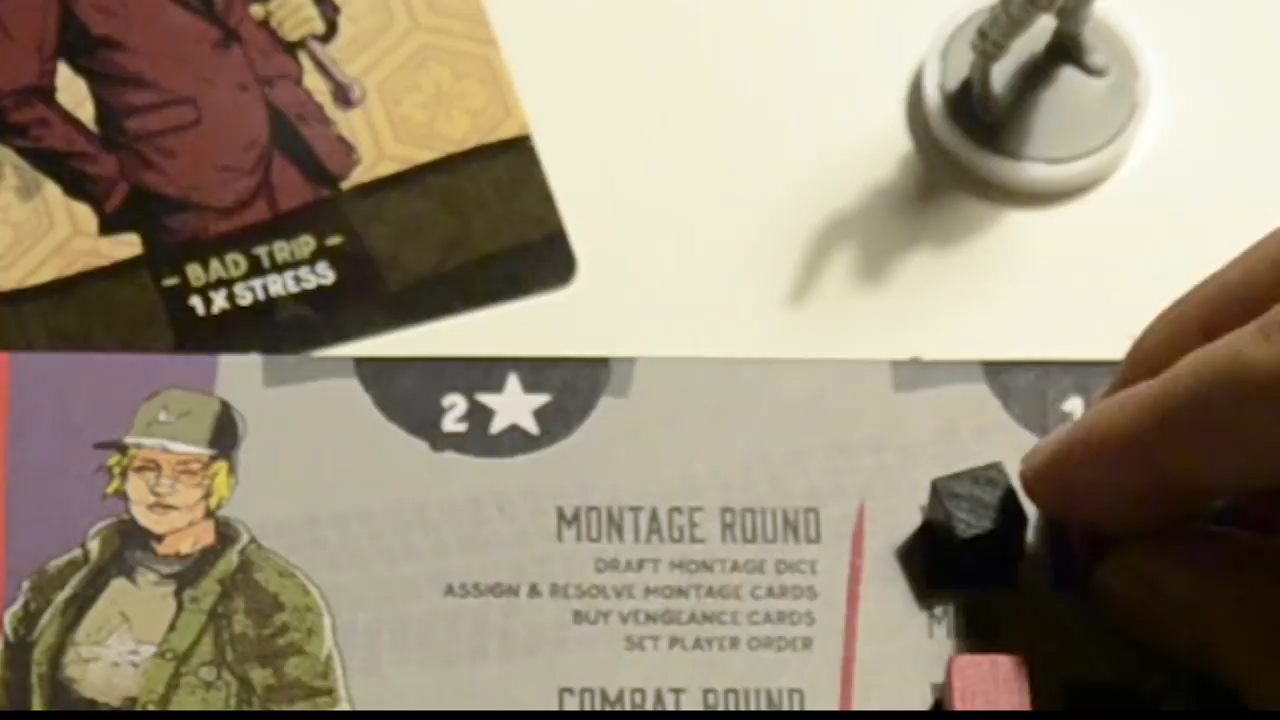 – BAD TRIP –
1 X STRESS
2
MONTAGE ROUND
DRAFT MONTAGE DICE
ASSIGN & RESOLVE MONTAGE CARDS
BUY VENGEANCE CARDS
SET PLAYER ORDER
COMBAT ROUND